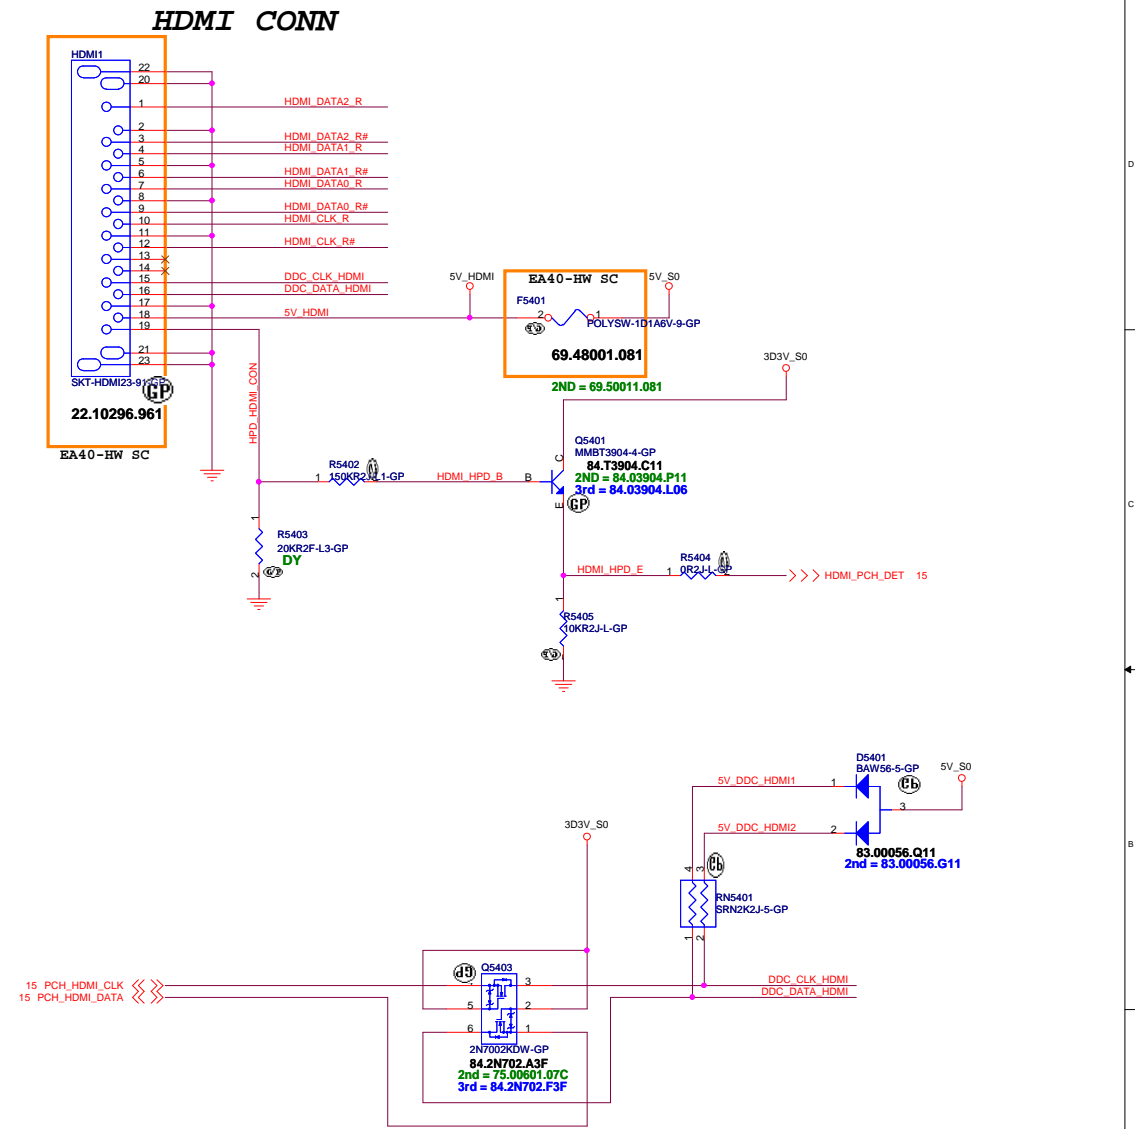 HDMI CONN
HDMI1
22
20
1 HDMI_DATA2_R
2
3 HDMI_DATA2_R#
4 HDMI_DATA1_R
5
6 HDMI_DATA1_R#
7 HDMI_DATA0_R
8
9 HDMI_DATA0_R#
10 HDMI_CLK_R
11
12 HDMI_CLK_R#
13
14
15 DDC_CLK_HDMI
16 DDC_DATA_HDMI
17
18 5V_HDMI
19
21
23
SKT-HDMI23-91-GP
GP
22.10296.961
EA40-HW SC
HPD_HDMI_CON
5V_HDMI
EA40-HW SC
5V_S0
F5401
2 1
POLYSW-1D1A6V-9-GP
69.48001.081
2ND = 69.50011.081
3D3V_S0
Q5401
MMBT3904-4-GP
84.T3904.C11
2ND = 84.03904.P11
3rd = 84.03904.L06
C
B
E
GP
R5402
1
HDMI_HPD_B
R5403
20KR2F-L3-GP
DY
1
2
HDMI_HPD_E
R5404
1
0R2J-L-GP
HDMI_PCH_DET 15
1
R5405
10KR2J-L-GP
D5401
BAW56-5-GP
5V_S0
5V_DDC_HDMI1
1
3
5V_DDC_HDMI2
2
83.00056.Q11
2nd = 83.00056.G11
3D3V_S0
4 3
RN5401
SRN2K2J-5-GP
1 2
15 PCH_HDMI_CLK
15 PCH_HDMI_DATA
Q5403
GP
3
5 2
6 1
2N7002KDW-GP
84.2N702.A3F
2nd = 75.00601.07C
3rd = 84.2N702.F3F
DDC_CLK_HDMI
DDC_DATA_HDMI
D
C
B